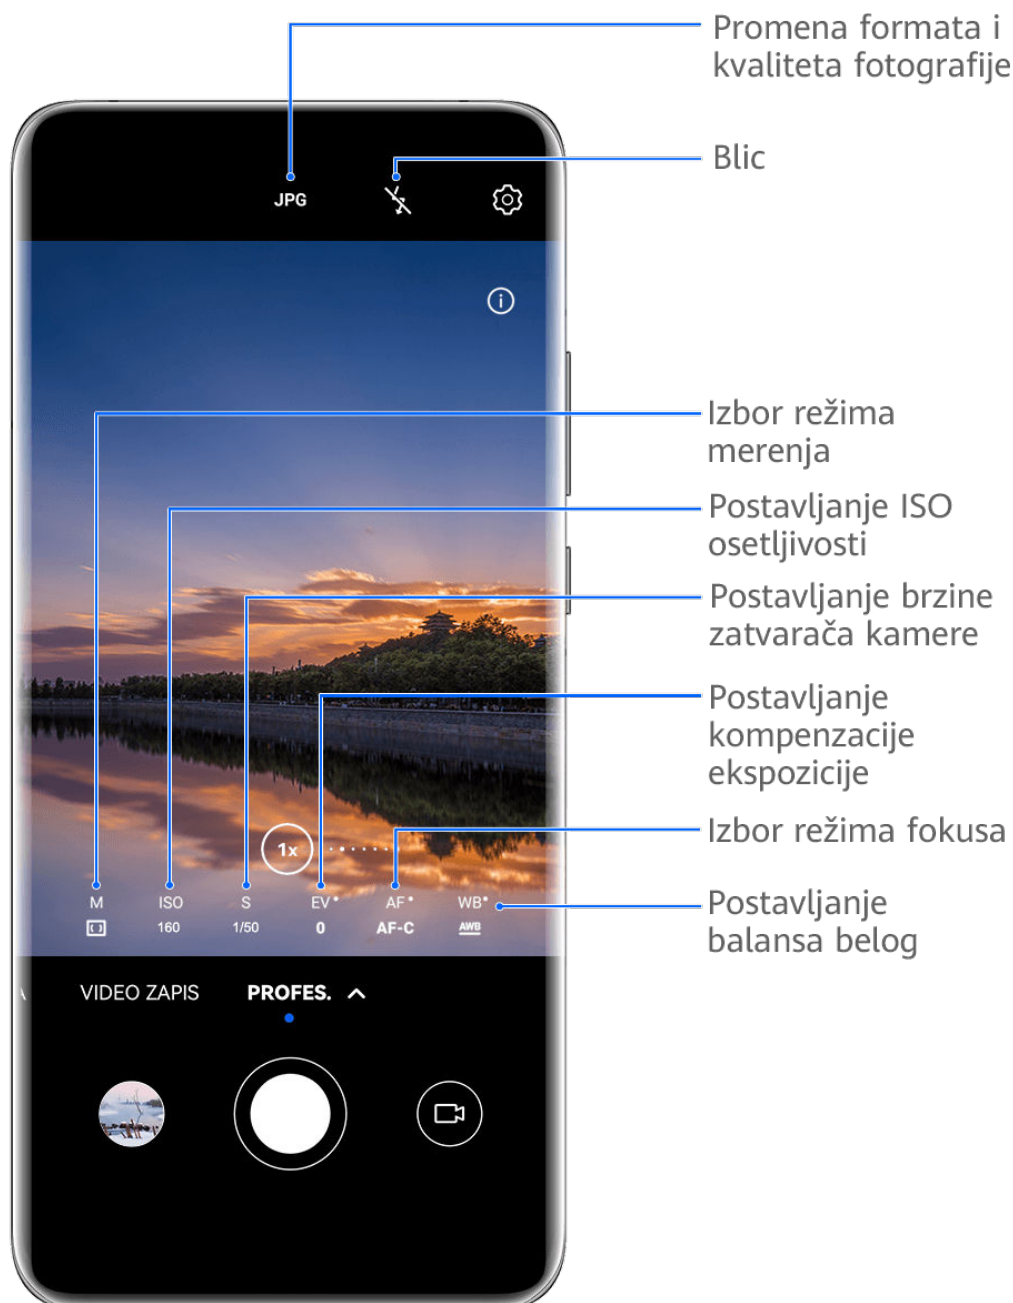 Promena formata i
kvaliteta fotografije
Blic
JPG
Izbor režima
merenja
Postavljanje ISO
osetljivosti
Postavljanje brzine
zatvarača kamere
Postavljanje
kompenzacije
ekspozicije
Izbor režima fokusa
1x
M ISO S EV AF WB
160 1/50 0 AF-C AWB
Postavljanje
balansa belog
VIDEO ZAPIS PROFES.